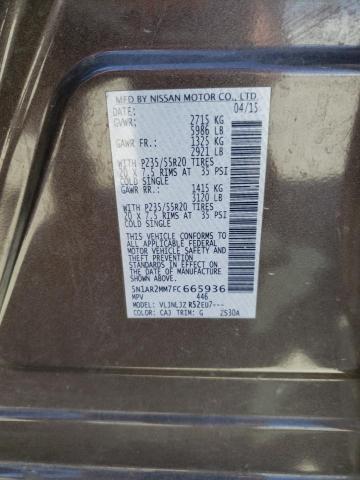 MFD BY NISSAN MOTOR CO., LTD.
DATE: 04/15
GVWR: 2715 KG
5986 LB
GAWR FR.: 1325 KG
2921 LB
WITH P235/55R20 TIRES
20 X 7.5 RIMS AT 35 PSI
COLD SINGLE
GAWR RR.: 1415 KG
3120 LB
WITH P235/55R20 TIRES
20 X 7.5 RIMS AT 35 PSI
COLD SINGLE
THIS VEHICLE CONFORMS TO
ALL APPLICABLE FEDERAL
MOTOR VEHICLE SAFETY AND
THEFT PREVENTION
STANDARDS IN EFFECT ON
THE DATE OF MANUFACTURE
SHOWN ABOVE.
5N1AR2MM7FC665936
MPV 446
MODEL: VLJNLJZ R52EU7---
COLOR: CAJ TRIM: G ZS30A